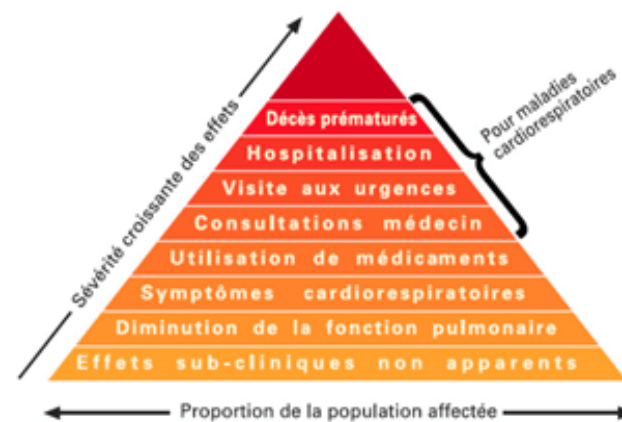 Sévérité croissante des effets
Pour maladies
cardiorespiratoires
Décès prématurés
Hospitalisation
Visite aux urgences
Consultations médecin
Utilisation de médicaments
Symptômes cardiorespiratoires
Diminution de la fonction pulmonaire
Effets sub-cliniques non apparents
Proportion de la population affectée